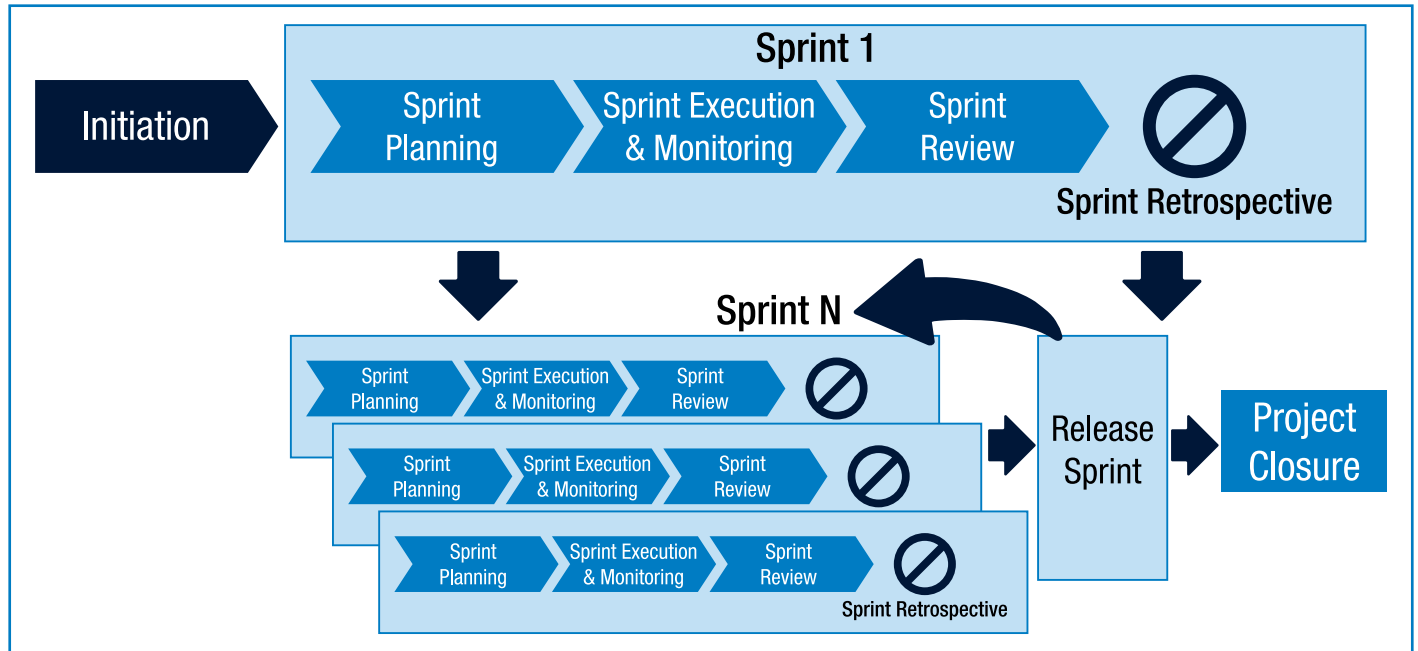 Sprint 1
Initiation
Sprint
Planning
Sprint Execution
& Monitoring
Sprint
Review
Sprint Retrospective
Sprint N
Sprint
Planning
Sprint Execution
& Monitoring
Sprint
Review
Sprint
Planning
Sprint Execution
& Monitoring
Sprint
Review
Sprint
Planning
Sprint Execution
& Monitoring
Sprint
Review
Sprint Retrospective
Release
Sprint
Project
Closure